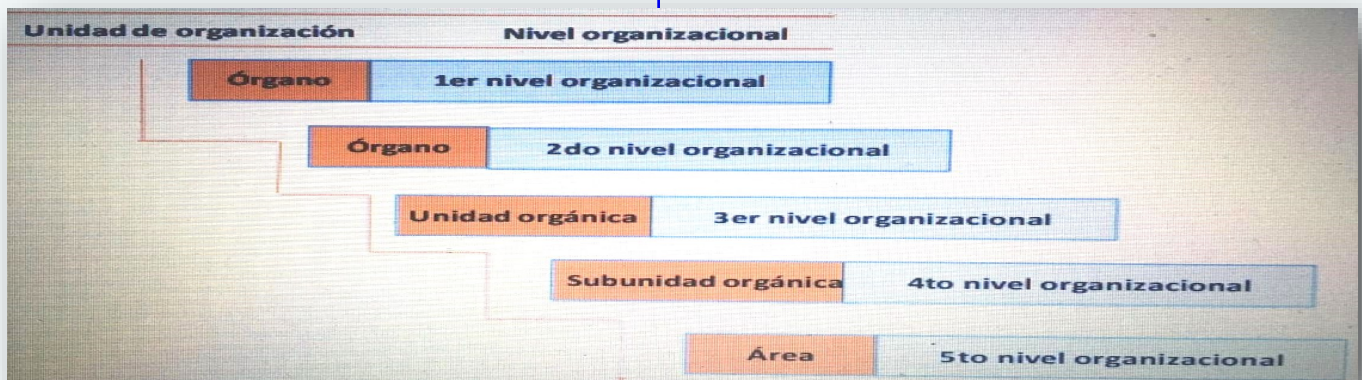 Unidad de organización Nivel organizacional
Órgano 1er nivel organizacional
Órgano 2do nivel organizacional
Unidad orgánica 3er nivel organizacional
Subunidad orgánica 4to nivel organizacional
Área 5to nivel organizacional